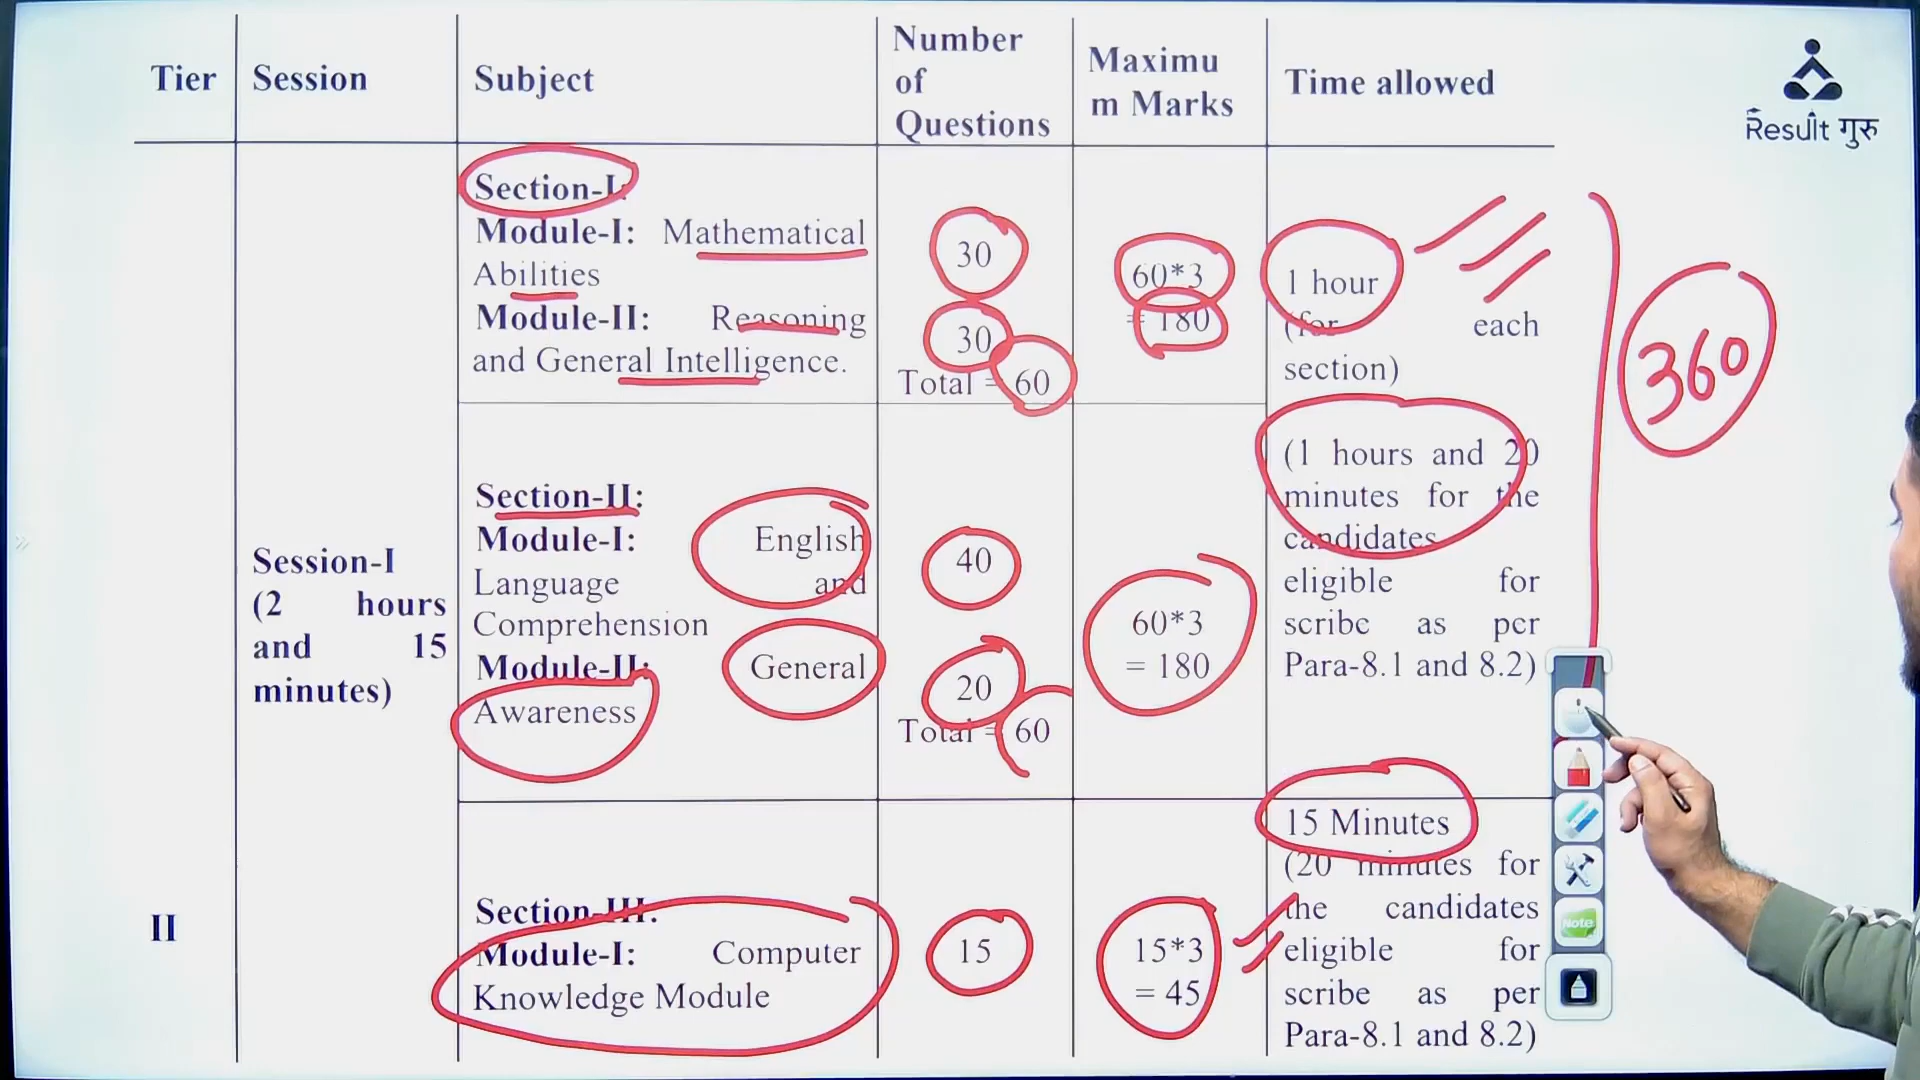 Tier
Session
Subject
Number
of
Questions
Maximu
m Marks
Time allowed
Result गुरु
II
Session-I
(2 hours
and 15
minutes)
Section-I:
Module-I: Mathematical
Abilities
Module-II: Reasoning
and General Intelligence.
30
30
Total = 60
60*3
= 180
1 hour
(for each
section)
(1 hours and 20
minutes for the
candidates
eligible for
scribe as per
Para-8.1 and 8.2)
360
Section-II:
Module-I: English
Language and
Comprehension
Module-II: General
Awareness
40
20
Total = 60
60*3
= 180
Section-III:
Module-I: Computer
Knowledge Module
15
15*3
= 45
15 Minutes
(20 minutes for
the candidates
eligible for
scribe as per
Para-8.1 and 8.2)
Note